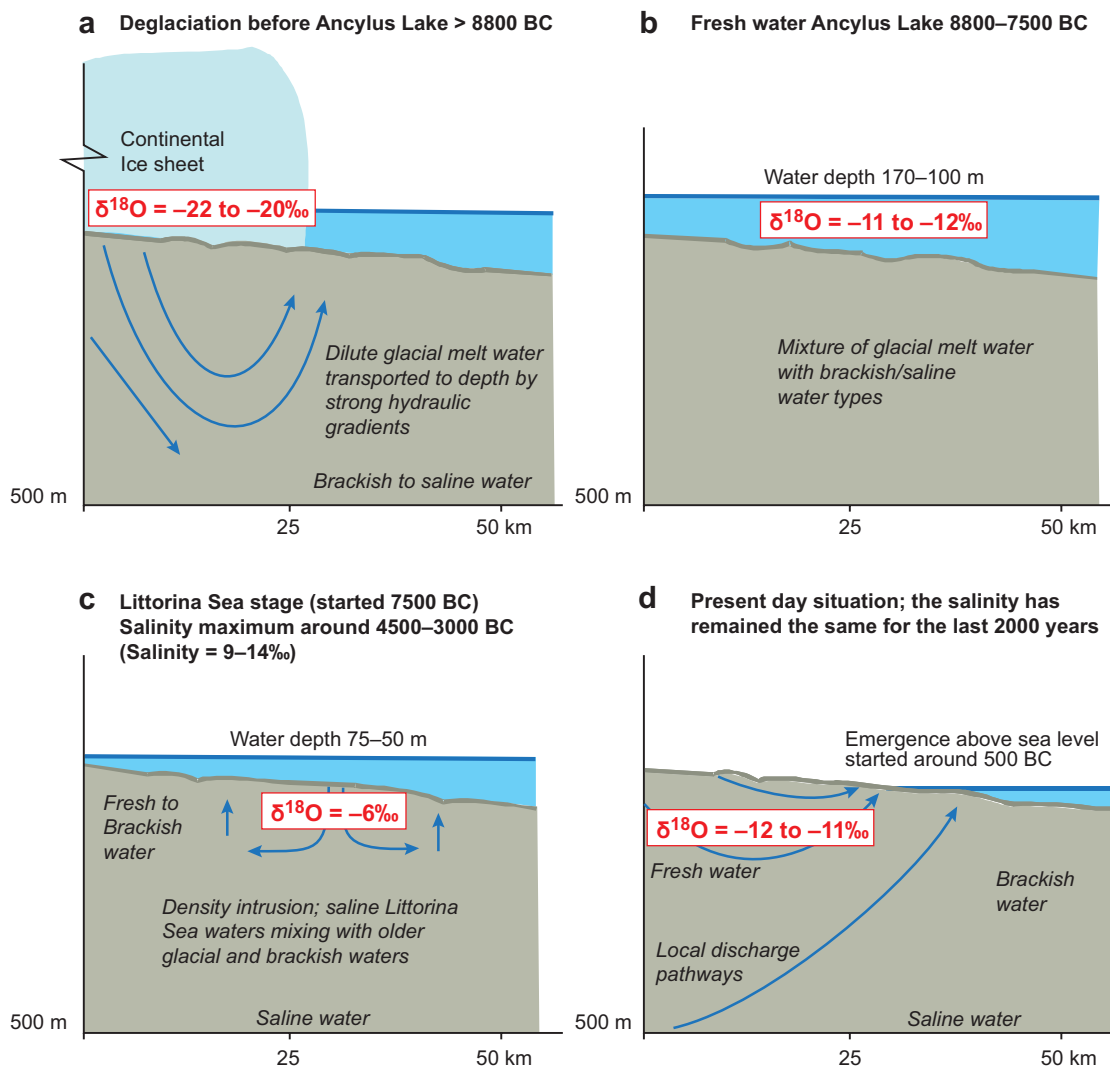 a Deglaciation before Ancylus Lake > 8800 BC
Continental
Ice sheet
δ¹⁸O = –22 to –20‰
Dilute glacial melt water
transported to depth by
strong hydraulic
gradients
Brackish to saline water
500 m
25
50 km
b Fresh water Ancylus Lake 8800–7500 BC
Water depth 170–100 m
δ¹⁸O = –11 to –12‰
Mixture of glacial melt water
with brackish/saline
water types
500 m
25
50 km
c Littorina Sea stage (started 7500 BC)
Salinity maximum around 4500–3000 BC
(Salinity = 9–14‰)
Water depth 75–50 m
Fresh to
Brackish
water
δ¹⁸O = –6‰
Density intrusion; saline Littorina
Sea waters mixing with older
glacial and brackish waters
Saline water
500 m
25
50 km
d Present day situation; the salinity has
remained the same for the last 2000 years
Emergence above sea level
started around 500 BC
δ¹⁸O = –12 to –11‰
Fresh water
Brackish
water
Local discharge
pathways
Saline water
500 m
25
50 km